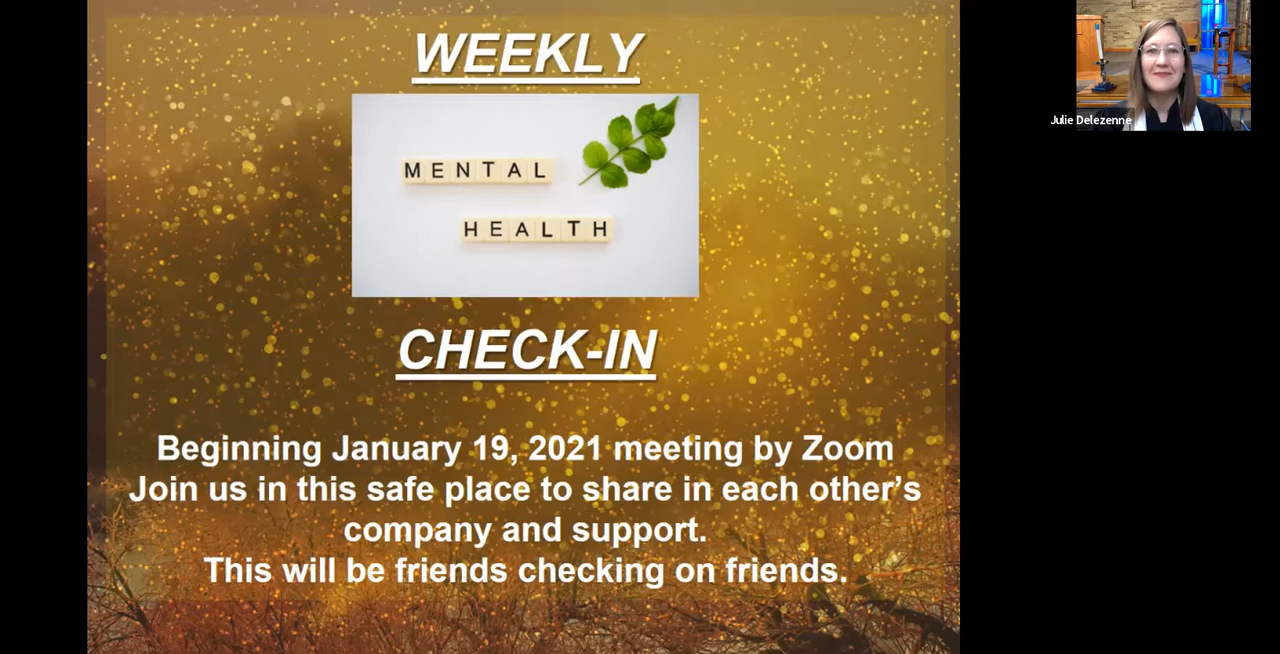 WEEKLY
MENTAL
HEALTH
CHECK-IN
Beginning January 19, 2021 meeting by Zoom
Join us in this safe place to share in each other’s
company and support.
This will be friends checking on friends.
Julie Delezenne